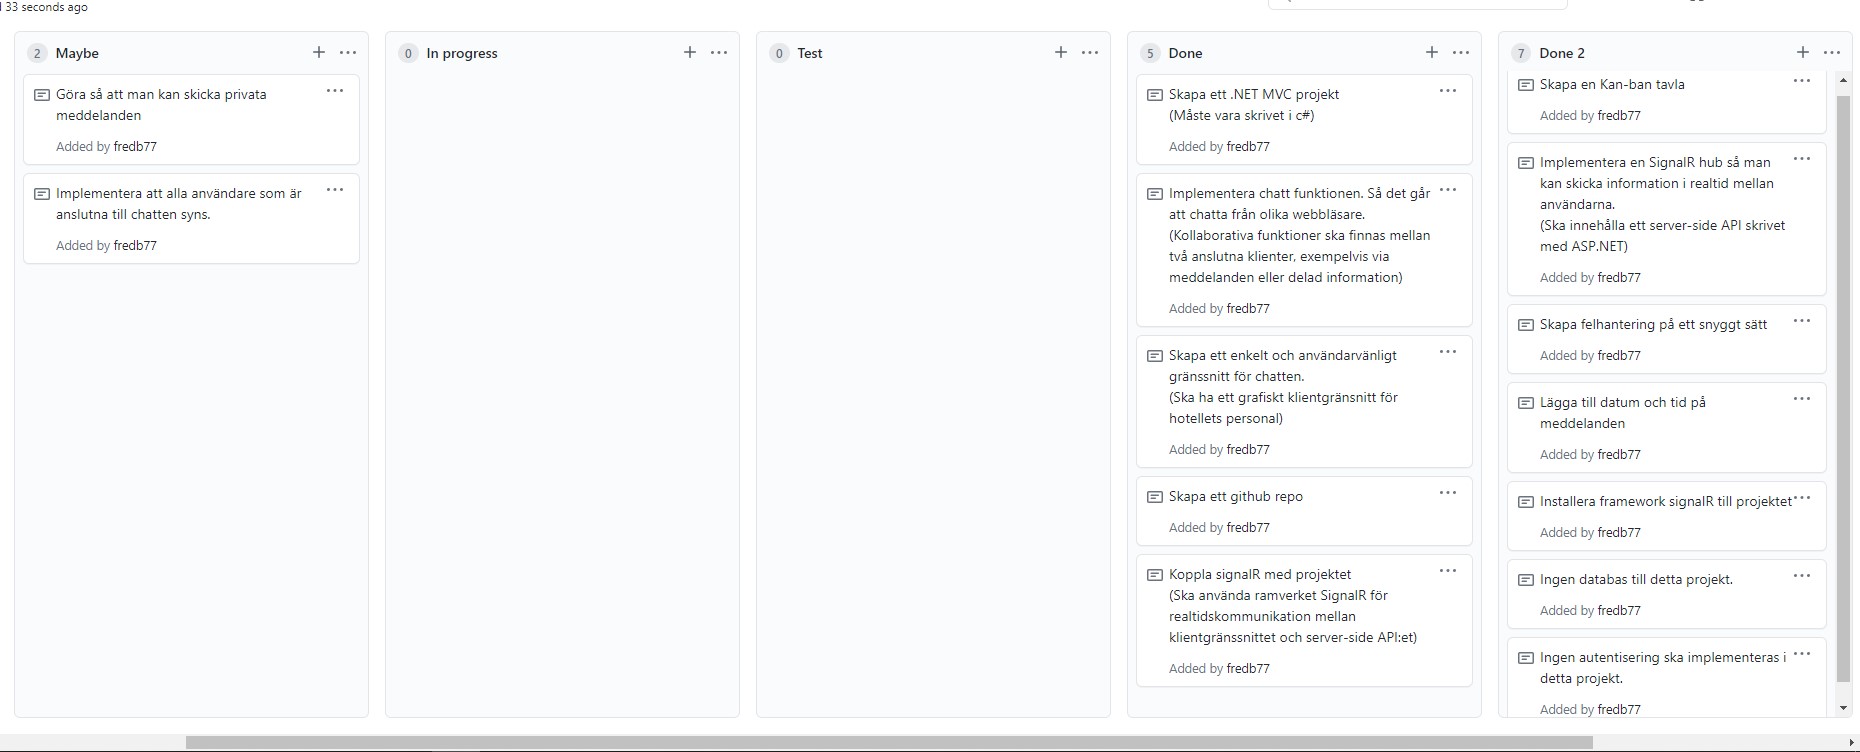 33 seconds ago
2 Maybe
Göra så att man kan skicka privata
meddelanden
Added by fredb77
Implementera att alla användare som är
anslutna till chatten syns.
Added by fredb77
0 In progress
0 Test
5 Done
Skapa ett .NET MVC projekt
(Måste vara skrivet i c#)
Added by fredb77
Implementera chatt funktionen. Så det går
att chatta från olika webbläsare.
(Kollaborativa funktioner ska finnas mellan
två anslutna klienter, exempelvis via
meddelanden eller delad information)
Added by fredb77
Skapa ett enkelt och användarvänligt
gränssnitt för chatten.
(Ska ha ett grafiskt klientgränsnitt för
hotellets personal)
Added by fredb77
Skapa ett github repo
Added by fredb77
Koppla signalR med projektet
(Ska använda ramverket SignalR för
realtidskommunikation mellan
klientgränssnittet och server-side API:et)
Added by fredb77
7 Done 2
Skapa en Kan-ban tavla
Added by fredb77
Implementera en SignalR hub så man
kan skicka information i realtid mellan
användarna.
(Ska innehålla ett server-side API skrivet
med ASP.NET)
Added by fredb77
Skapa felhantering på ett snyggt sätt
Added by fredb77
Lägga till datum och tid på
meddelanden
Added by fredb77
Installera framework signalR till projektet
Added by fredb77
Ingen databas till detta projekt.
Added by fredb77
Ingen autentisering ska implementeras i
detta projekt.
Added by fredb77